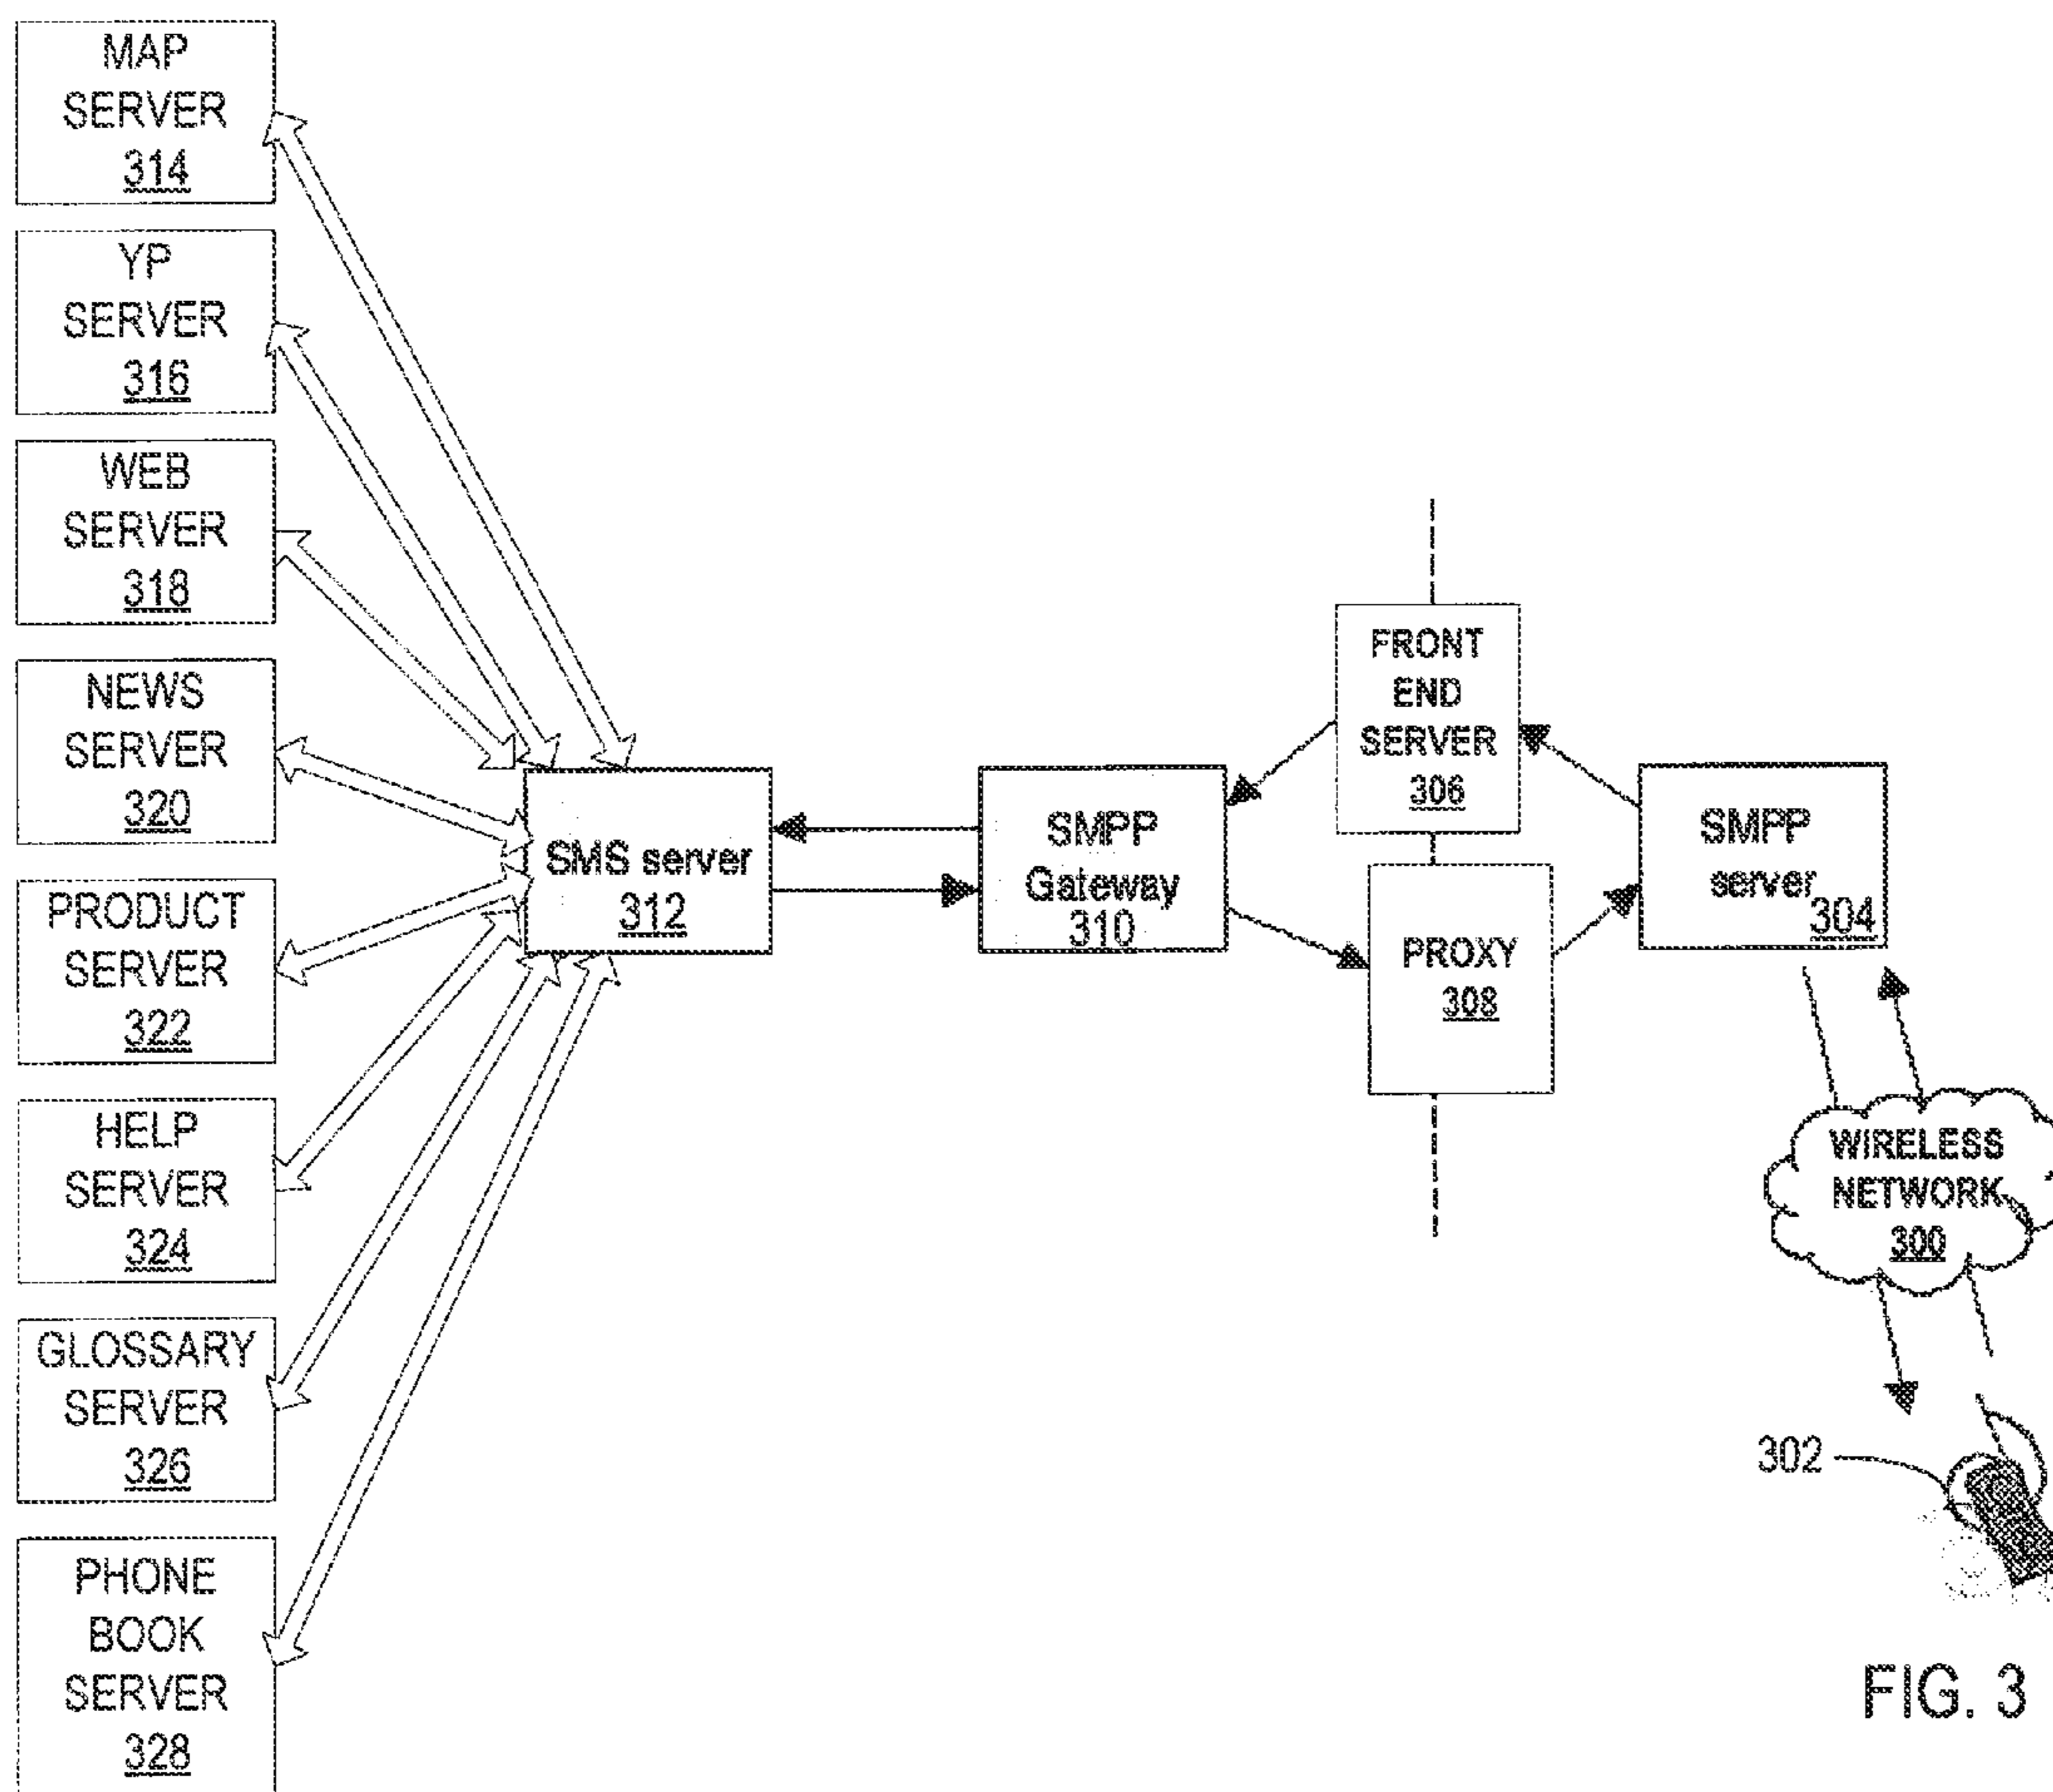 MAP
SERVER
314
YP
SERVER
316
WEB
SERVER
318
NEWS
SERVER
320
PRODUCT
SERVER
322
HELP
SERVER
324
GLOSSARY
SERVER
326
PHONE
BOOK
SERVER
328
SMS server
312
SMPP
Gateway
310
FRONT
END
SERVER
306
PROXY
308
SMPP
server
304
WIRELESS
NETWORK
300
302
FIG. 3